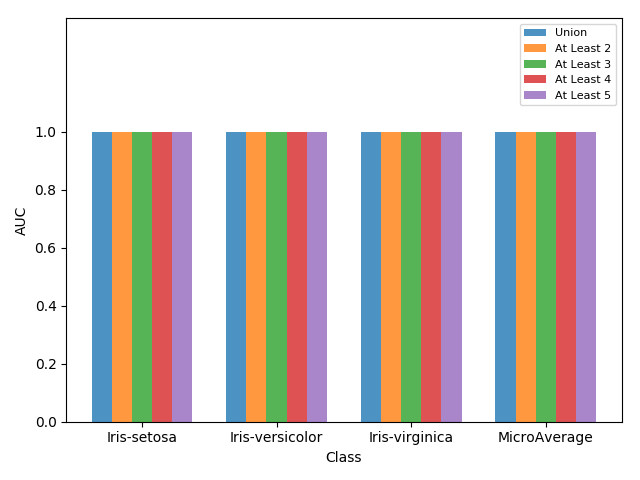 Union
At Least 2
At Least 3
At Least 4
At Least 5
1.0
0.8
0.6
0.4
0.2
0.0
AUC
Iris-setosa Iris-versicolor Iris-virginica MicroAverage
Class